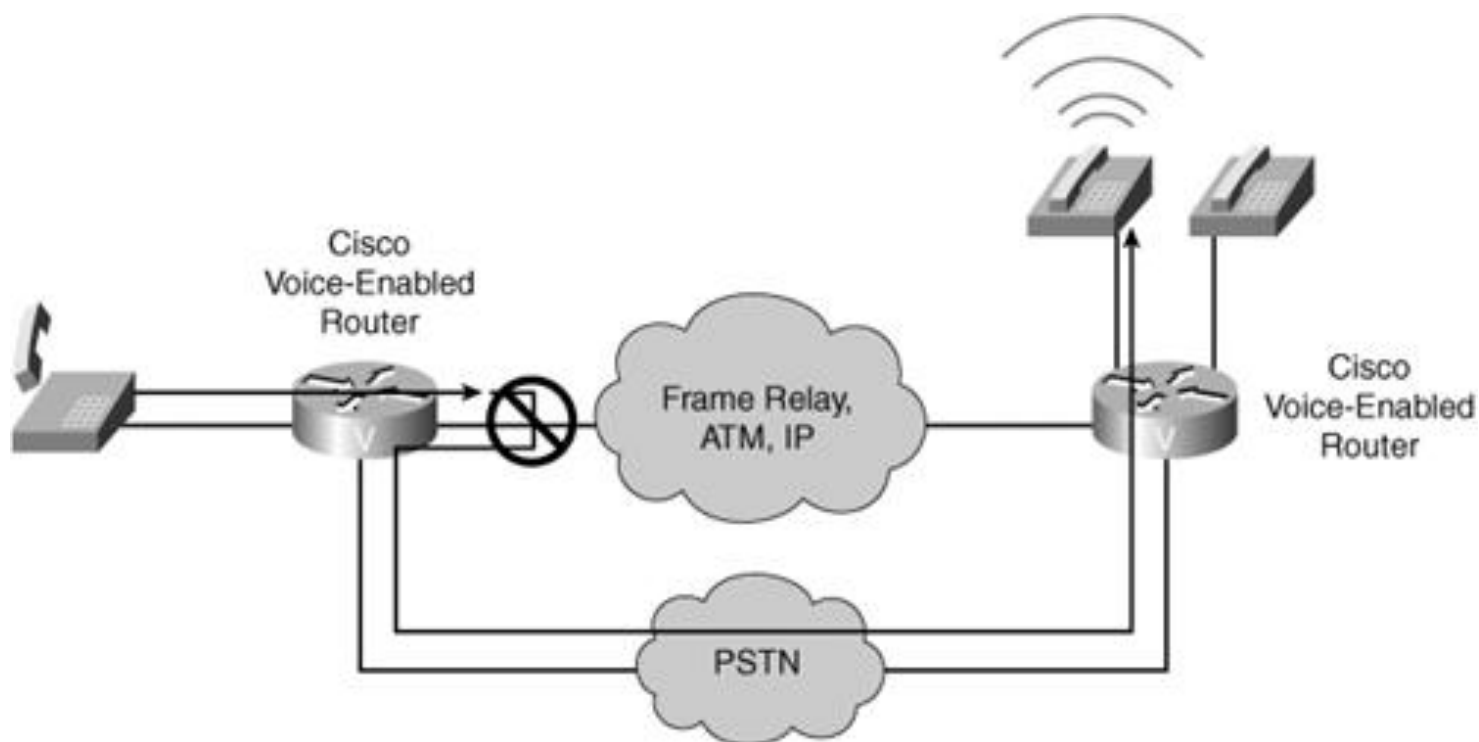 Cisco
Voice-Enabled
Router
V
Frame Relay,
ATM, IP
Cisco
Voice-Enabled
Router
V
PSTN